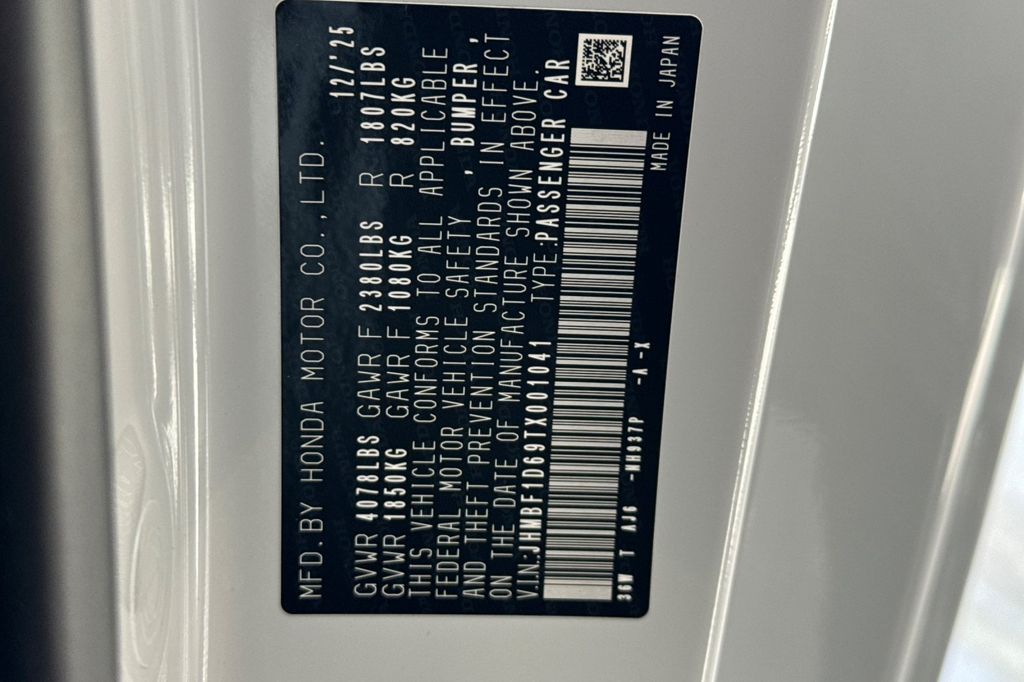 MFD.BY HONDA MOTOR CO.,LTD. 12/'25
GVWR 4078LBS GAWR F 2380LBS R 1807LBS
GVWR 1850KG GAWR F 1080KG R 820KG
THIS VEHICLE CONFORMS TO ALL APPLICABLE
FEDERAL MOTOR VEHICLE SAFETY , BUMPER ,
AND THEFT PREVENTION STANDARDS IN EFFECT
ON THE DATE OF MANUFACTURE SHOWN ABOVE.
V.I.N:JHMBF1D69TX001041 TYPE:PASSENGER CAR
36W T AJ6 -NH937P -A -X
MADE IN JAPAN